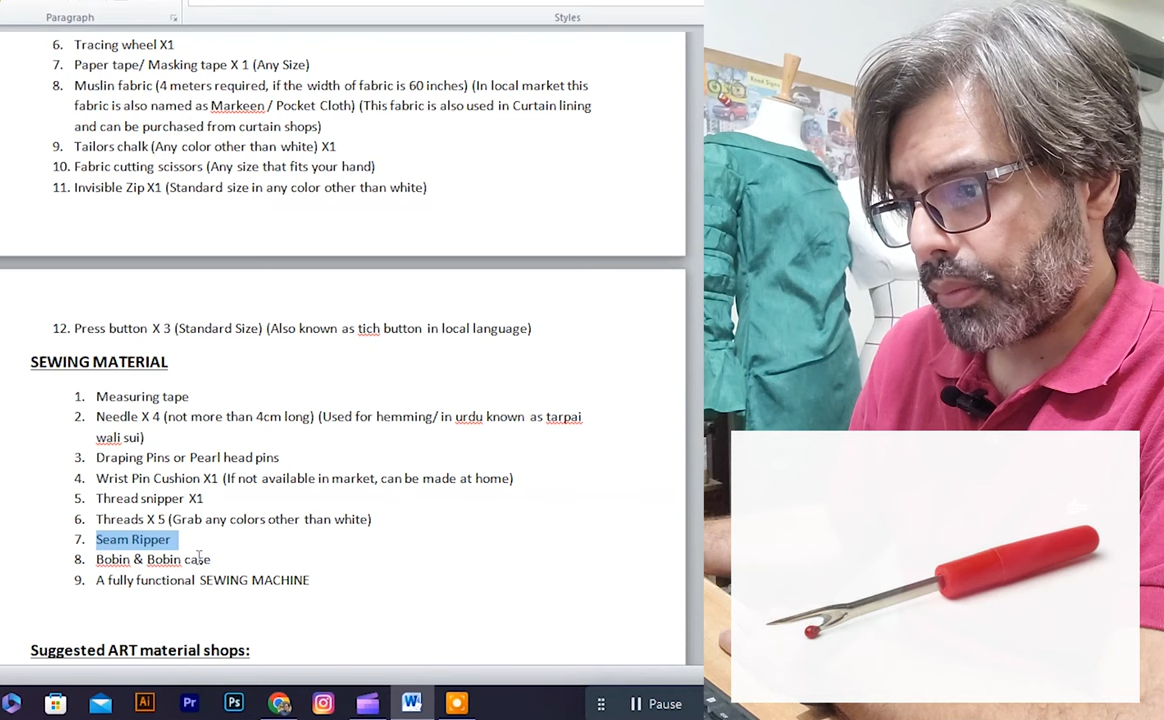 Paragraph
Styles
6. Tracing wheel X1
7. Paper tape/ Masking tape X 1 (Any Size)
8. Muslin fabric (4 meters required, if the width of fabric is 60 inches) (In local market this
fabric is also named as Markeen / Pocket Cloth) (This fabric is also used in Curtain lining
and can be purchased from curtain shops)
9. Tailors chalk (Any color other than white) X1
10. Fabric cutting scissors (Any size that fits your hand)
11. Invisible Zip X1 (Standard size in any color other than white)
12. Press button X 3 (Standard Size) (Also known as tich button in local language)
SEWING MATERIAL
1. Measuring tape
2. Needle X 4 (not more than 4cm long) (Used for hemming/ in urdu known as tarpai
wali sui)
3. Draping Pins or Pearl head pins
4. Wrist Pin Cushion X1 (If not available in market, can be made at home)
5. Thread snipper X1
6. Threads X 5 (Grab any colors other than white)
7. Seam Ripper
8. Bobin & Bobin case
9. A fully functional SEWING MACHINE
Suggested ART material shops:
Ai
Pr
Ps
W
Pause
Road Signs